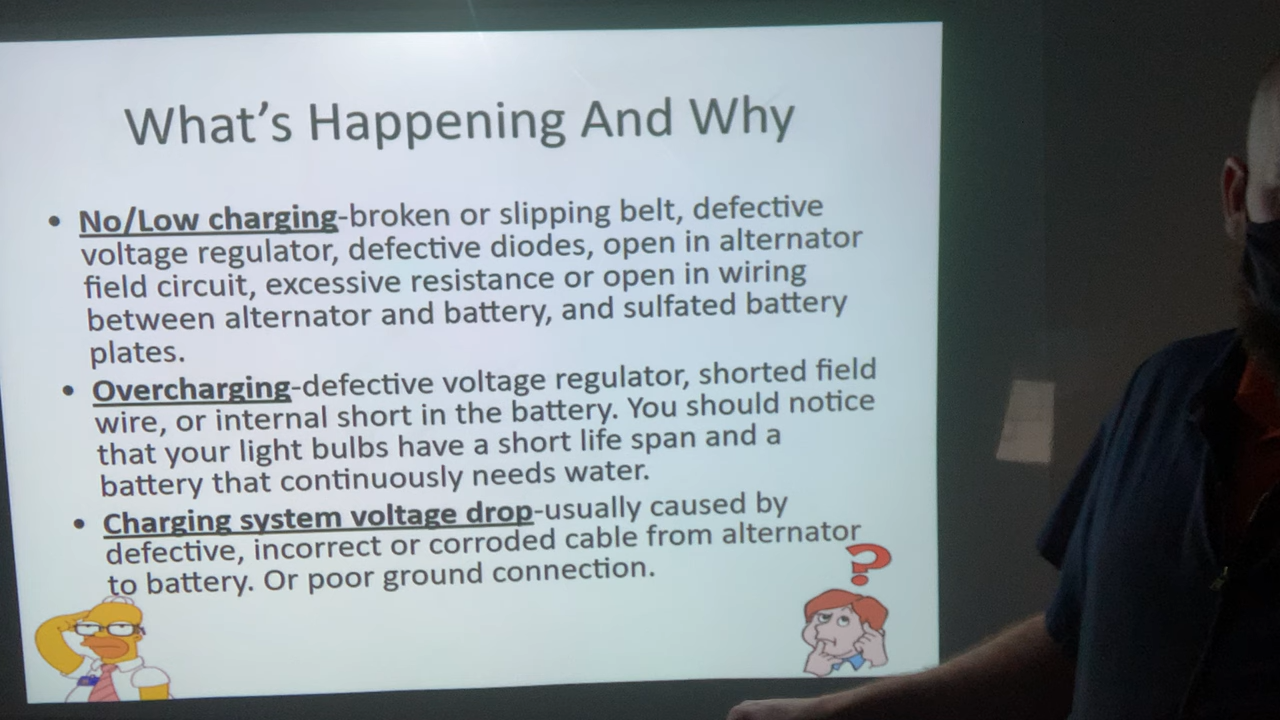 What's Happening And Why
• No/Low charging-broken or slipping belt, defective
voltage regulator, defective diodes, open in alternator
field circuit, excessive resistance or open in wiring
between alternator and battery, and sulfated battery
plates.
• Overcharging-defective voltage regulator, shorted field
wire, or internal short in the battery. You should notice
that your light bulbs have a short life span and a
battery that continuously needs water.
• Charging system voltage drop-usually caused by
defective, incorrect or corroded cable from alternator
to battery. Or poor ground connection.
?